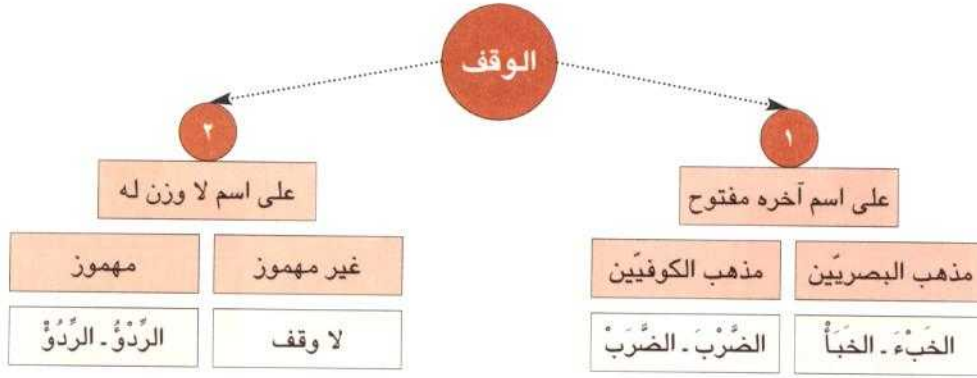 الوقف
١
على اسم آخره مفتوح
مذهب البصريّين
مذهب الكوفيّين
الخَبْءَ ـ الخَبَأْ
الضَّرْبَ ـ الضَّرَبْ
٢
على اسم لا وزن له
غير مهموز
مهموز
لا وقف
الرِّدْوُّ ـ الرِّدُوْْ